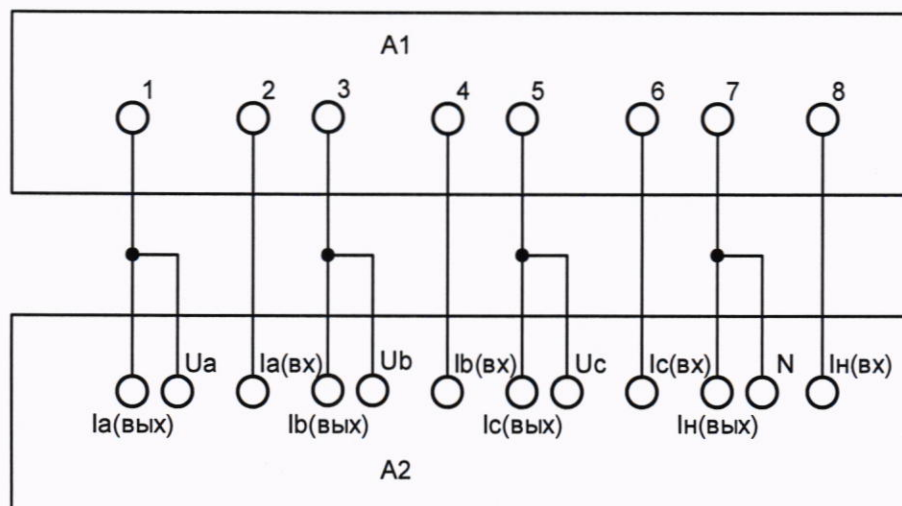 A1
1 2 3 4 5 6 7 8
Ua Ia(вх) Ub Ib(вх) Uc Ic(вх) N Iн(вх)
Ia(вых) Ib(вых) Ic(вых) Iн(вых)
A2